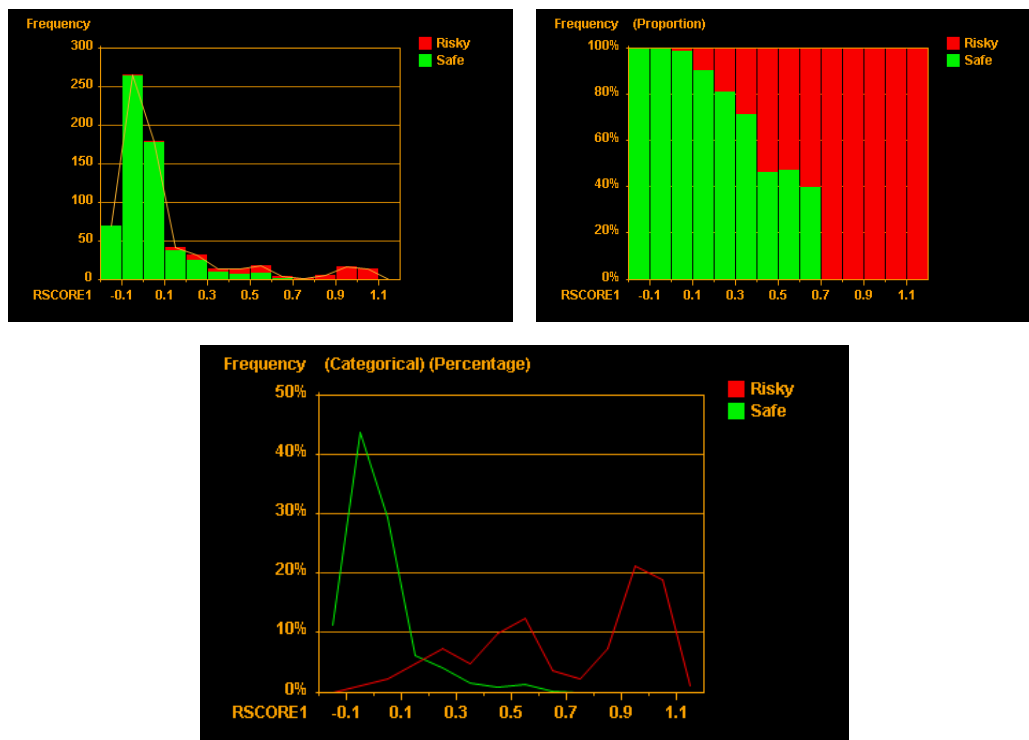 Frequency
Risky
Safe
300
250
200
150
100
50
0
RSCORE1 -0.1 0.1 0.3 0.5 0.7 0.9 1.1
Frequency (Proportion)
Risky
Safe
100%
80%
60%
40%
20%
0%
RSCORE1 -0.1 0.1 0.3 0.5 0.7 0.9 1.1
Frequency (Categorical) (Percentage)
Risky
Safe
50%
40%
30%
20%
10%
0%
RSCORE1 -0.1 0.1 0.3 0.5 0.7 0.9 1.1